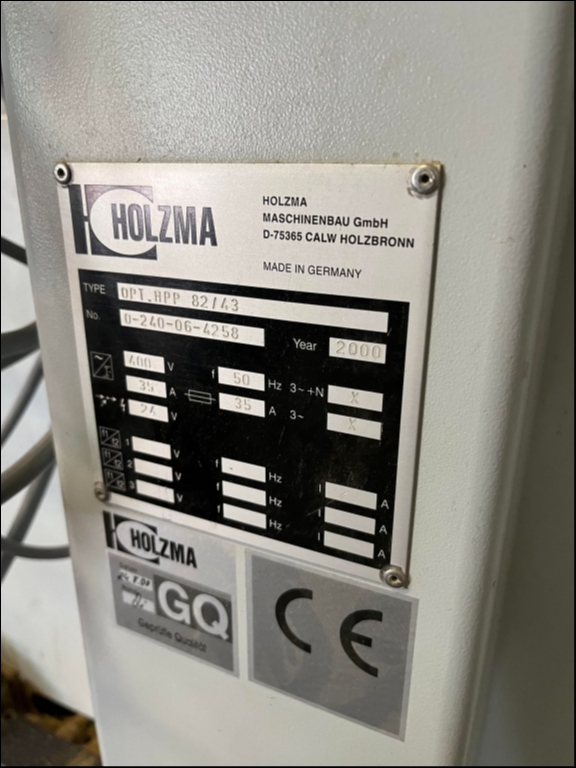 HOLZMA
HOLZMA
MASCHINENBAU GmbH
D-75365 CALW HOLZBRONN
MADE IN GERMANY
TYPE OPT.HPP 82/43
No. 0-240-06-4258
Year 2000
400 V f 50 Hz 3~+N X
35 A 35 A 3~ X
24 V
1 V f Hz I A
2 V f Hz I A
3 V f Hz I A
HOLZMA
GQ
Geprüfte Qualität
CE